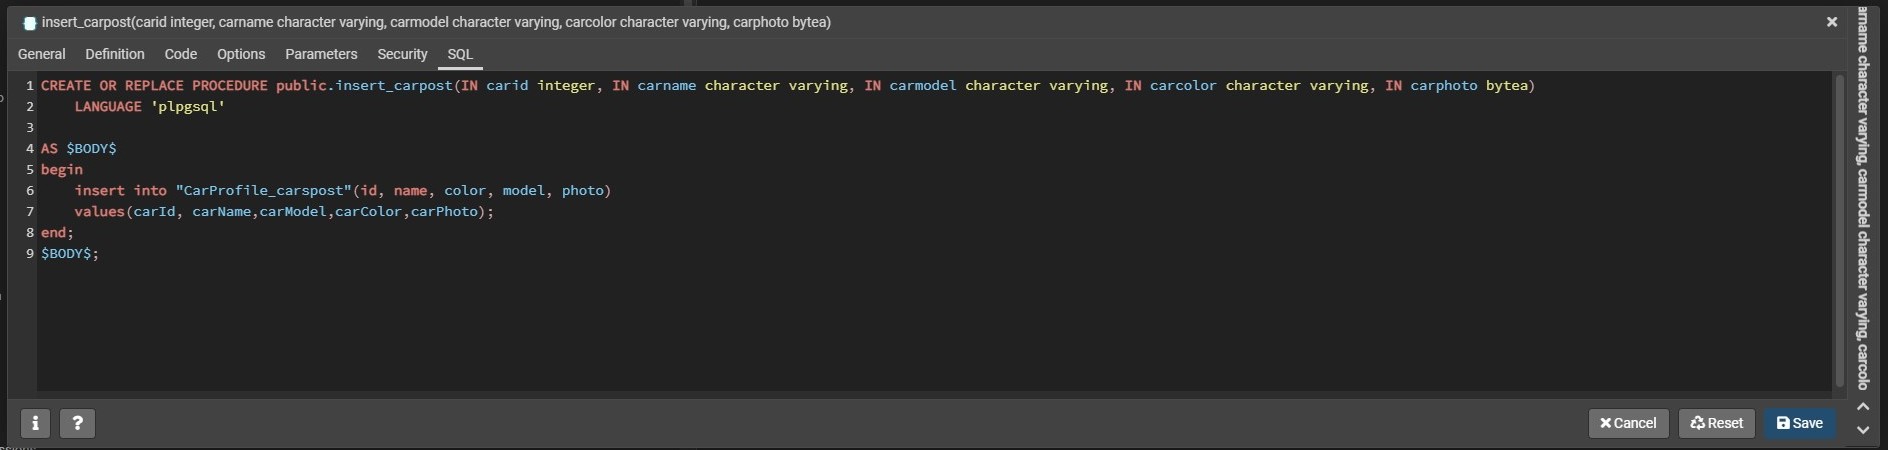 insert_carpost(carid integer, carname character varying, carmodel character varying, carcolor character varying, carphoto bytea)
General Definition Code Options Parameters Security SQL
1 CREATE OR REPLACE PROCEDURE public.insert_carpost(IN carid integer, IN carname character varying, IN carmodel character varying, IN carcolor character varying, IN carphoto bytea)
2 LANGUAGE 'plpgsql'
3
4 AS $BODY$
5 begin
6 insert into "CarProfile_carspost"(id, name, color, model, photo)
7 values(carId, carName,carModel,carColor,carPhoto);
8 end;
9 $BODY$;
i ? Cancel Reset Save
arname character varying, carmodel character varying, carcolo